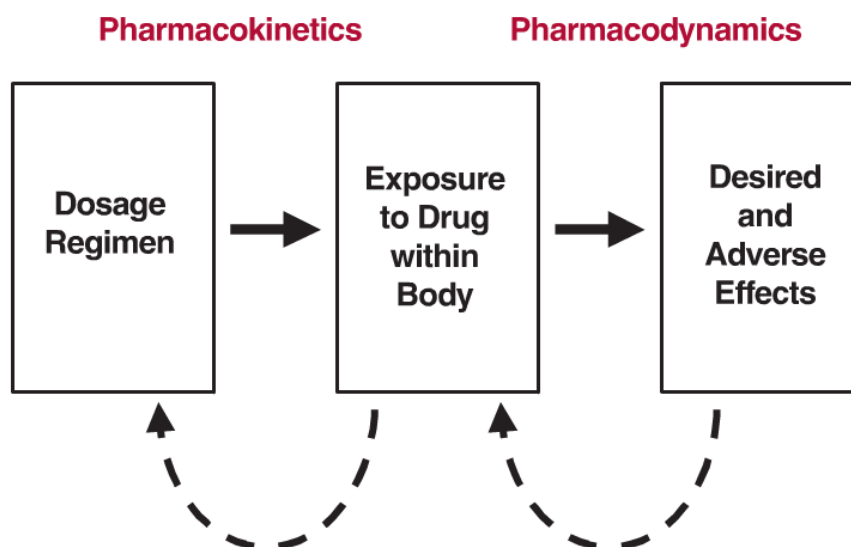 Pharmacokinetics
Pharmacodynamics
Dosage
Regimen
Exposure
to Drug
within
Body
Desired
and
Adverse
Effects